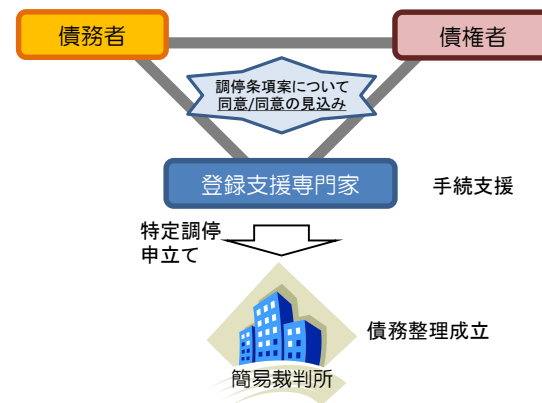 債務者
債権者
調停条項案について
同意/同意の見込み
登録支援専門家
手続支援
特定調停
申立て
債務整理成立
簡易裁判所